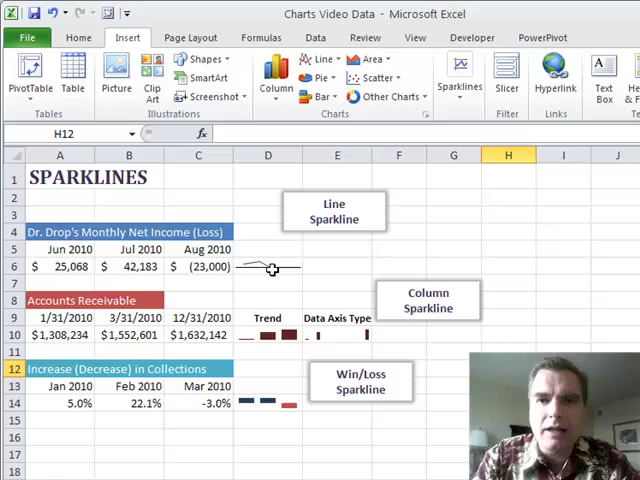 Charts Video Data - Microsoft Excel
File Home Insert Page Layout Formulas Data Review View Developer PowerPivot
PivotTable Table Picture Clip Art Shapes SmartArt Screenshot Column Line Pie Bar Area Scatter Other Charts Sparklines Slicer Hyperlink Text Box Header & Footer
Tables Illustrations Charts Filter Links
H12 fx
A B C D E F G H I J
1 SPARKLINES
2
Line
3
Sparkline
4 Dr. Drop's Monthly Net Income (Loss)
5 Jun 2010 Jul 2010 Aug 2010
6 $ 25,068 $ 42,183 $ (23,000)
7
8 Accounts Receivable
Column
Sparkline
9 1/31/2010 9/31/2010 12/31/2010 Trend Data Axis Type
10 $1,308,234 $1,552,601 $1,632,142
11
12 Increase (Decrease) in Collections
Win/Loss
Sparkline
13 Jan 2010 Feb 2010 Mar 2010
14 5.0% 22.1% -3.0%
15
16
17
18